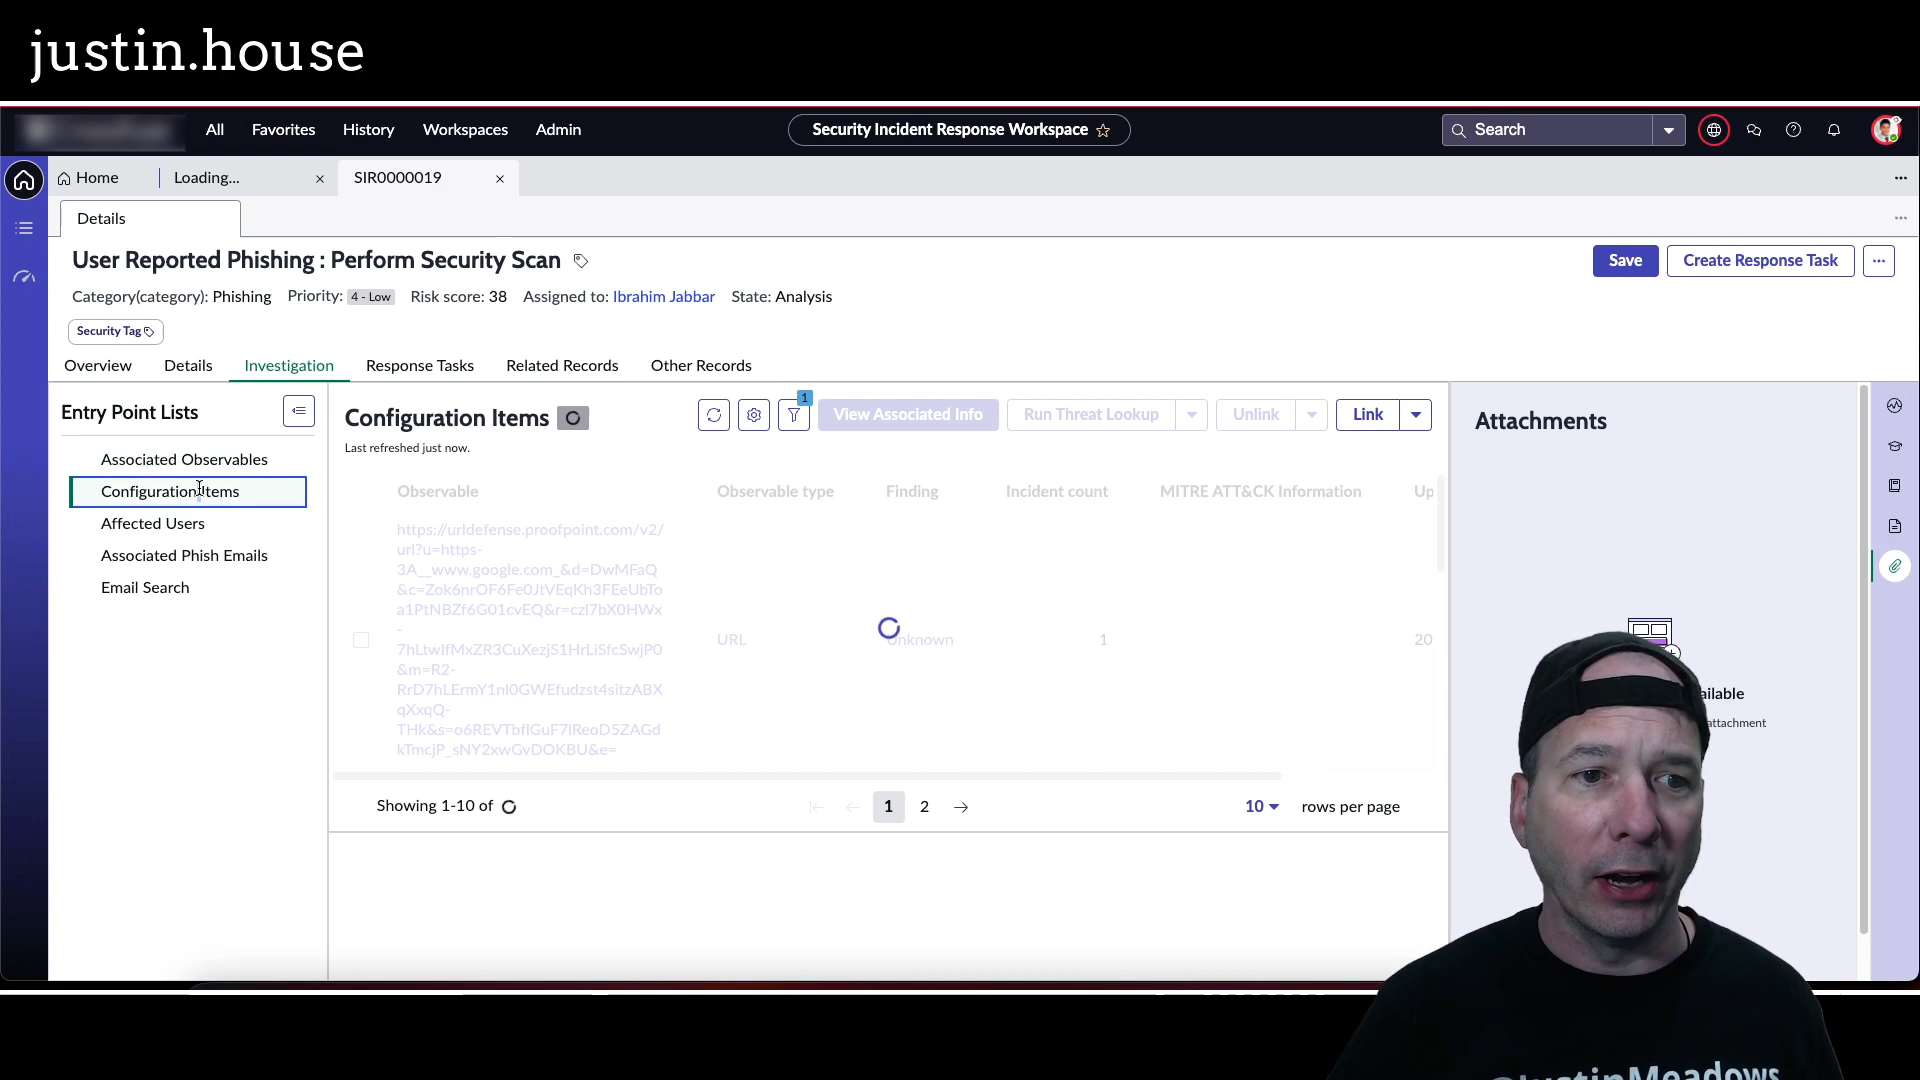 justin.house
All Favorites History Workspaces Admin Security Incident Response Workspace Search
Home Loading... SIR0000019
Details
User Reported Phishing : Perform Security Scan
Save Create Response Task
Category(category): Phishing Priority: 4 - Low Risk score: 38 Assigned to: Ibrahim Jabbar State: Analysis
Security Tag
Overview Details Investigation Response Tasks Related Records Other Records
Entry Point Lists
Associated Observables
Configuration Items
Affected Users
Associated Phish Emails
Email Search
Configuration Items
1
View Associated Info Run Threat Lookup Unlink Link
Last refreshed just now.
Observable Observable type Finding Incident count MITRE ATT&CK Information Up
https://urldefense.proofpoint.com/v2/
url?u=https-
3A__www.google.com_&d=DwMFaQ
&c=Zok6nrOF6Fe0JtVEqKh3FEeUbTo
a1PtNBZf6G01cvEQ&r=czl7bX0HWx
-
7hLtwlfMxZR3CuXezjS1HrLiSfcSwjP0
&m=R2-
RrD7hLErmY1nl0GWEfudzst4sitzABX
qXxqQ-
THk&s=o6REVTbflGuF7lReoD5ZAGd
kTmcjP_sNY2xwGvDOKBU&e=
URL Unknown 1 20
Showing 1-10 of
1 2
10 rows per page
Attachments
ailable
attachment
@JustinMeadows